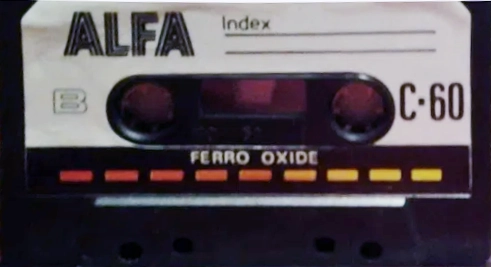 ALFA
Index
B
C·60
FERRO OXIDE